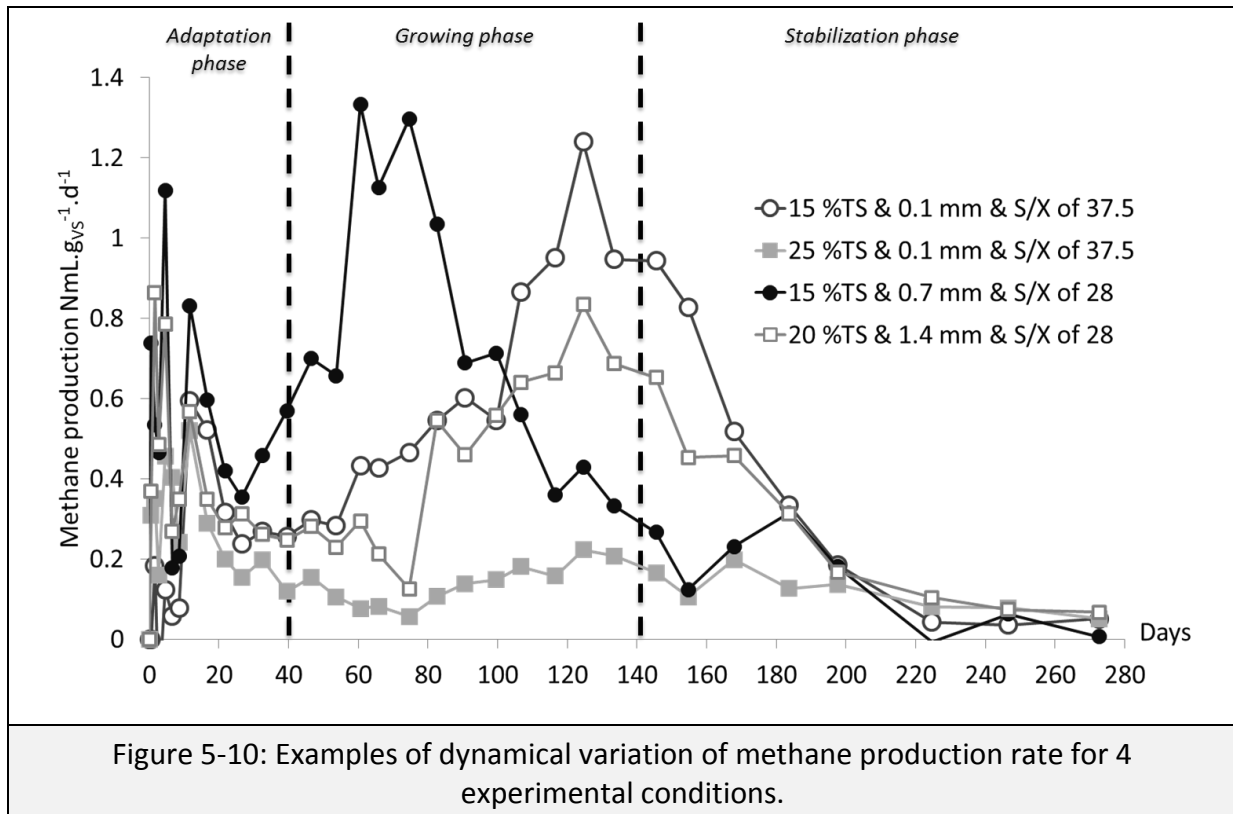 Adaptation phase
Growing phase
Stabilization phase
Methane production NmL.gVS-1.d-1
1.4
1.2
1
0.8
0.6
0.4
0.2
0
15 %TS & 0.1 mm & S/X of 37.5
25 %TS & 0.1 mm & S/X of 37.5
15 %TS & 0.7 mm & S/X of 28
20 %TS & 1.4 mm & S/X of 28
Days
0 20 40 60 80 100 120 140 160 180 200 220 240 260 280
Figure 5-10: Examples of dynamical variation of methane production rate for 4
experimental conditions.